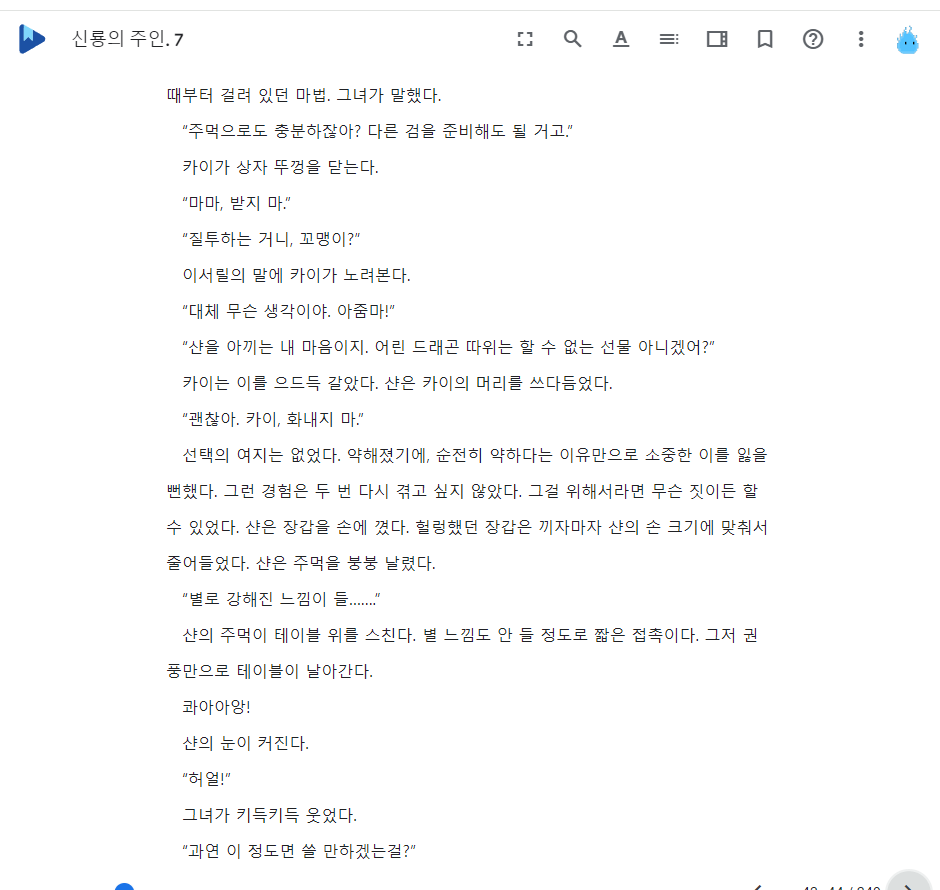 신룡의 주인. 7
때부터 걸려 있던 마법. 그녀가 말했다.
“주먹으로도 충분하잖아? 다른 검을 준비해도 될 거고.”
카이가 상자 뚜껑을 닫는다.
“마마, 받지 마.”
“질투하는 거니, 꼬맹이?”
이서릴의 말에 카이가 노려본다.
“대체 무슨 생각이야. 아줌마!”
“샨을 아끼는 내 마음이지. 어린 드래곤 따위는 할 수 없는 선물 아니겠어?”
카이는 이를 으드득 갈았다. 샨은 카이의 머리를 쓰다듬었다.
“괜찮아. 카이, 화내지 마.”
선택의 여지는 없었다. 약해졌기에, 순전히 약하다는 이유만으로 소중한 이를 잃을
뻔했다. 그런 경험은 두 번 다시 겪고 싶지 않았다. 그걸 위해서라면 무슨 짓이든 할
수 있었다. 샨은 장갑을 손에 꼈다. 헐렁했던 장갑은 끼자마자 샨의 손 크기에 맞춰서
줄어들었다. 샨은 주먹을 붕붕 날렸다.
“별로 강해진 느낌이 들…….”
샨의 주먹이 테이블 위를 스친다. 별 느낌도 안 들 정도로 짧은 접촉이다. 그저 권
풍만으로 테이블이 날아간다.
콰아아앙!
샨의 눈이 커진다.
“허얼!”
그녀가 키득키득 웃었다.
“과연 이 정도면 쓸 만하겠는걸?”